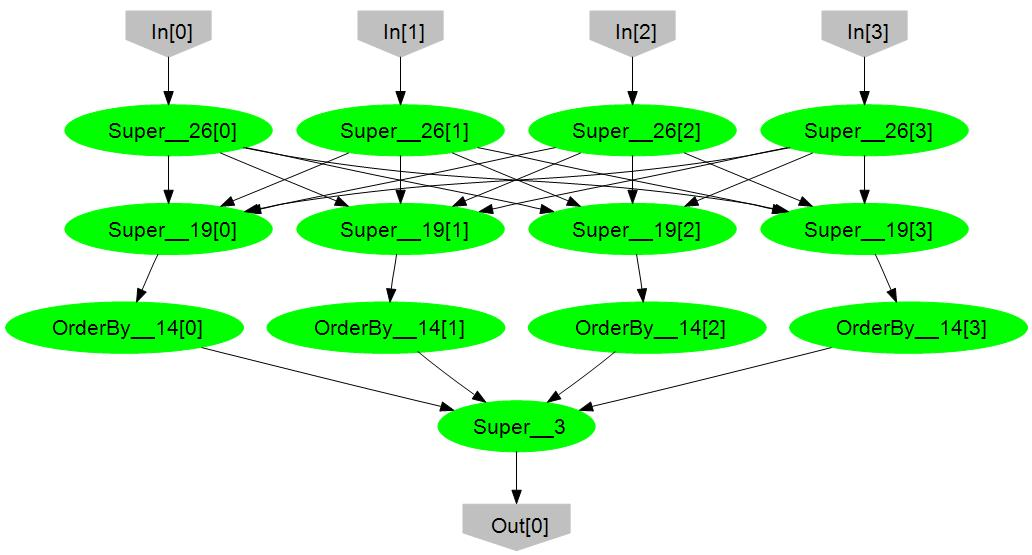 In[0] In[1] In[2] In[3]
Super__26[0] Super__26[1] Super__26[2] Super__26[3]
Super__19[0] Super__19[1] Super__19[2] Super__19[3]
OrderBy__14[0] OrderBy__14[1] OrderBy__14[2] OrderBy__14[3]
Super__3
Out[0]